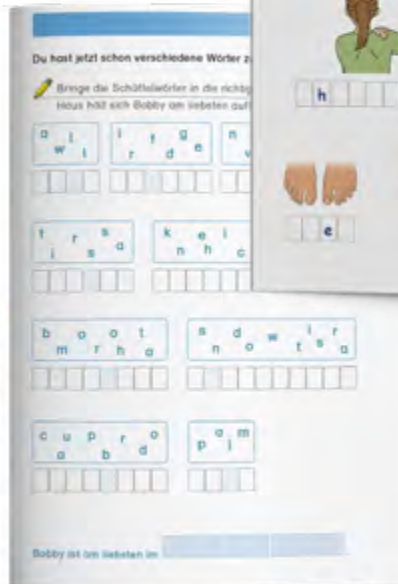 Du hast jetzt schon verschiedene Wörter
Bringe die Schüttelwörter in die richtig
Haus hält sich Bobby am liebsten auf
h
e
a l w l
i t g r d e
n v
t r s i s a
k e i n h c
b o o t m r h a
s d w i r n o t s a
c u p r o a b d
p a m i
Bobby ist am liebsten im